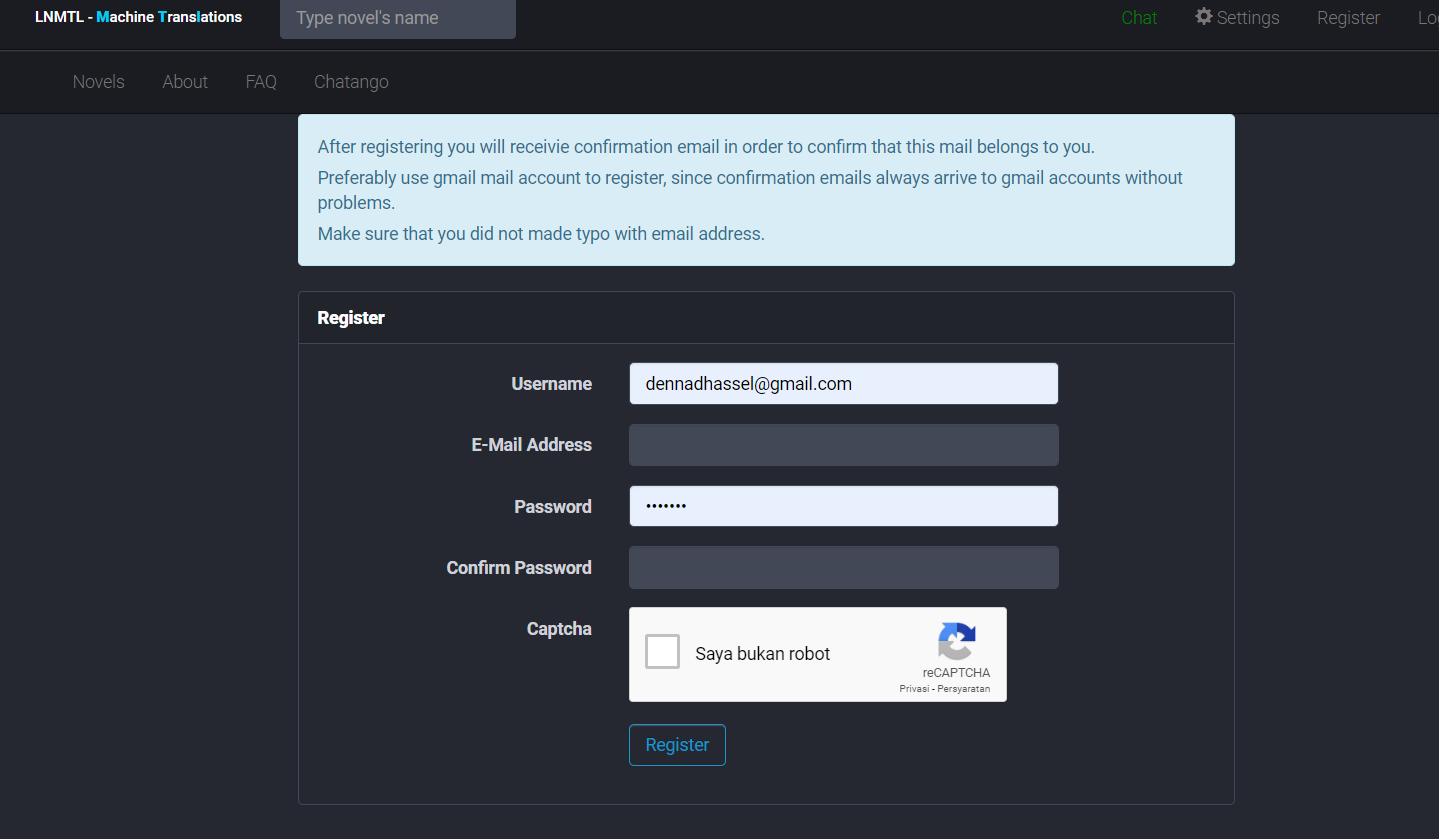 LNMTL - Machine Translations
Type novel's name
Chat
Settings
Register
Novels
About
FAQ
Chatango
After registering you will receivie confirmation email in order to confirm that this mail belongs to you.
Preferably use gmail mail account to register, since confirmation emails always arrive to gmail accounts without
problems.
Make sure that you did not made typo with email address.
Register
Username
dennadhassel@gmail.com
E-Mail Address
Password
•••••••
Confirm Password
Captcha
Saya bukan robot
reCAPTCHA
Privasi - Persyaratan
Register